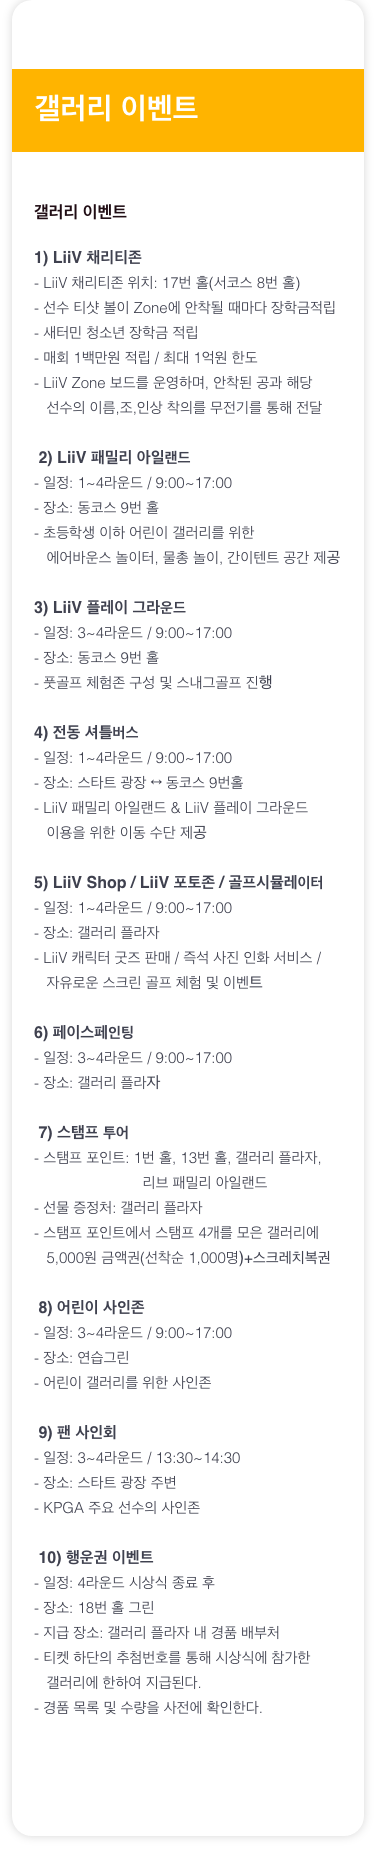 갤러리 이벤트
갤러리 이벤트
1) LiiV 채리티존
- LiiV 채리티존 위치: 17번 홀(서코스 8번 홀)
- 선수 티샷 볼이 Zone에 안착될 때마다 장학금적립
- 새터민 청소년 장학금 적립
- 매회 1백만원 적립 / 최대 1억원 한도
- LiiV Zone 보드를 운영하며, 안착된 공과 해당
선수의 이름,조,인상 착의를 무전기를 통해 전달
2) LiiV 패밀리 아일랜드
- 일정: 1~4라운드 / 9:00~17:00
- 장소: 동코스 9번 홀
- 초등학생 이하 어린이 갤러리를 위한
에어바운스 놀이터, 물총 놀이, 간이텐트 공간 제공
3) LiiV 플레이 그라운드
- 일정: 3~4라운드 / 9:00~17:00
- 장소: 동코스 9번 홀
- 풋골프 체험존 구성 및 스내그골프 진행
4) 전동 셔틀버스
- 일정: 1~4라운드 / 9:00~17:00
- 장소: 스타트 광장 ↔ 동코스 9번홀
- LiiV 패밀리 아일랜드 & LiiV 플레이 그라운드
이용을 위한 이동 수단 제공
5) LiiV Shop / LiiV 포토존 / 골프시뮬레이터
- 일정: 1~4라운드 / 9:00~17:00
- 장소: 갤러리 플라자
- LiiV 캐릭터 굿즈 판매 / 즉석 사진 인화 서비스 /
자유로운 스크린 골프 체험 및 이벤트
6) 페이스페인팅
- 일정: 3~4라운드 / 9:00~17:00
- 장소: 갤러리 플라자
7) 스탬프 투어
- 스탬프 포인트: 1번 홀, 13번 홀, 갤러리 플라자,
리브 패밀리 아일랜드
- 선물 증정처: 갤러리 플라자
- 스탬프 포인트에서 스탬프 4개를 모은 갤러리에
5,000원 금액권(선착순 1,000명)+스크레치복권
8) 어린이 사인존
- 일정: 3~4라운드 / 9:00~17:00
- 장소: 연습그린
- 어린이 갤러리를 위한 사인존
9) 팬 사인회
- 일정: 3~4라운드 / 13:30~14:30
- 장소: 스타트 광장 주변
- KPGA 주요 선수의 사인존
10) 행운권 이벤트
- 일정: 4라운드 시상식 종료 후
- 장소: 18번 홀 그린
- 지급 장소: 갤러리 플라자 내 경품 배부처
- 티켓 하단의 추첨번호를 통해 시상식에 참가한
갤러리에 한하여 지급된다.
- 경품 목록 및 수량을 사전에 확인한다.